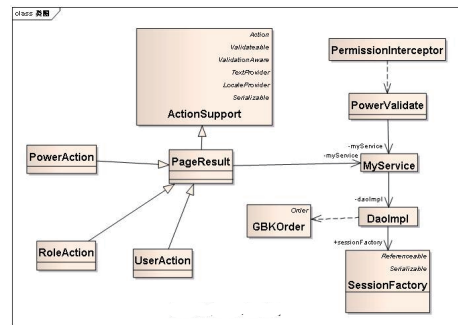 class 类图
Action
Validateable
ValidationAware
TextProvider
LocaleProvider
Serializable
ActionSupport
PermissionInterceptor
PowerValidate
PowerAction
PageResult
-myService
-myService
MyService
-daoImpl
Order
GBKOrder
DaoImpl
RoleAction
UserAction
+sessionFactory
Referenceable
Serializable
SessionFactory